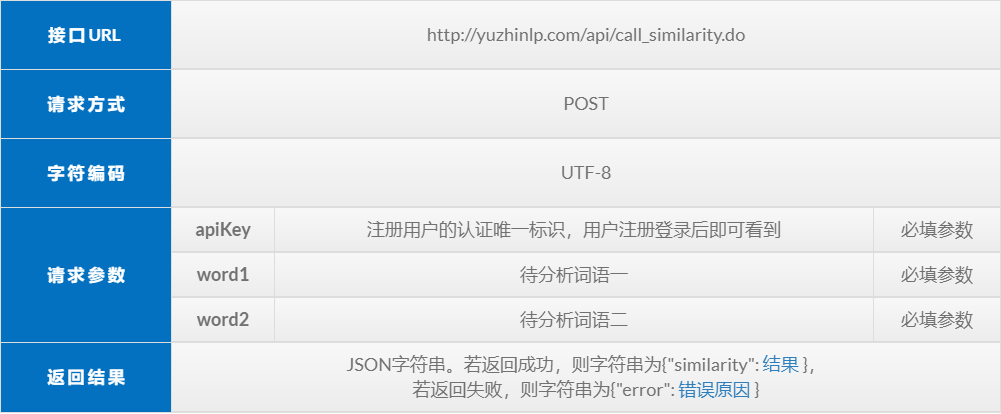 接口URL
http://yuzhinlp.com/api/call_similarity.do
请求方式
POST
字符编码
UTF-8
请求参数
apiKey 注册用户的认证唯一标识，用户注册登录后即可看到 必填参数
word1 待分析词语一 必填参数
word2 待分析词语二 必填参数
返回结果
JSON字符串。若返回成功，则字符串为{"similarity": 结果 },
若返回失败，则字符串为{"error": 错误原因 }